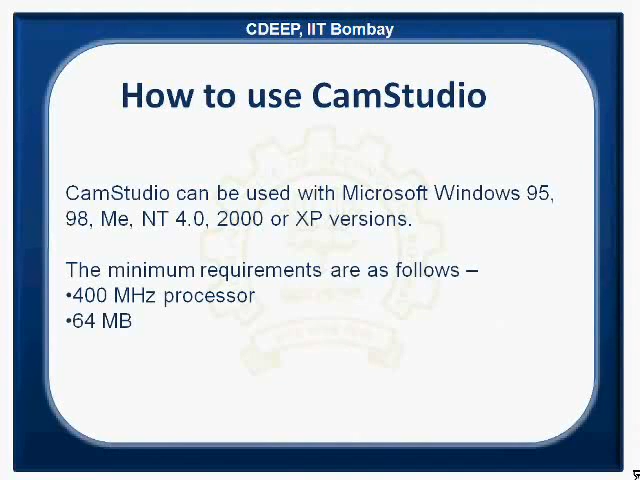 CDEEP, IIT Bombay
How to use CamStudio
CamStudio can be used with Microsoft Windows 95,
98, Me, NT 4.0, 2000 or XP versions.
The minimum requirements are as follows –
•400 MHz processor
•64 MB